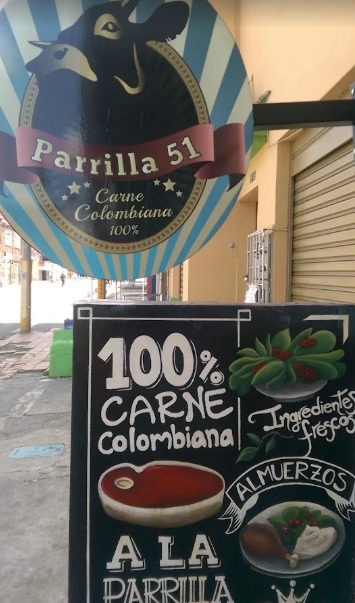 Parrilla 51
Carne
Colombiana
100%
100%
CARNE
Colombiana
Ingredientes
frescos
ALMUERZOS
A LA
PARRILLA